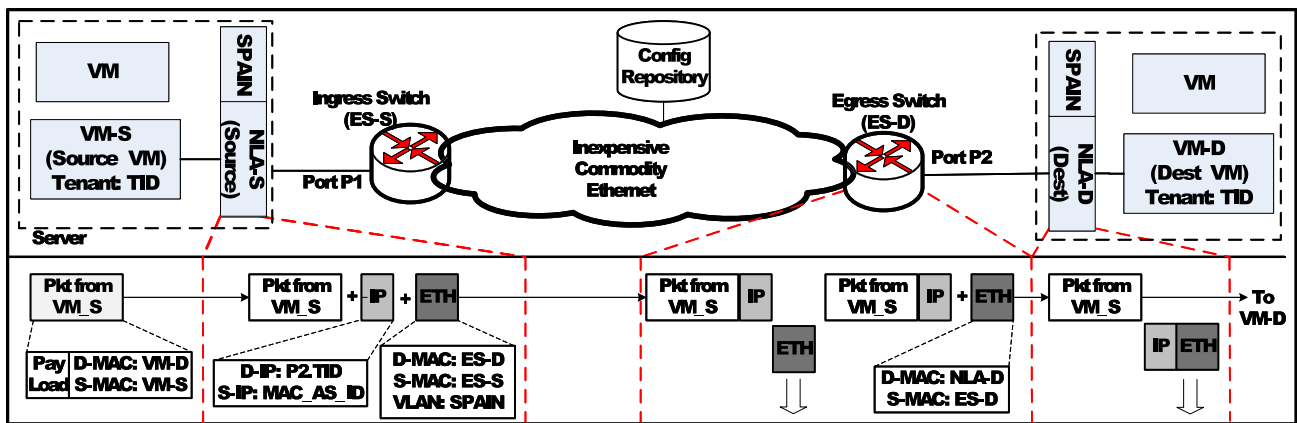 VM
VM-S
(Source VM)
Tenant: TID
Server
SPAIN
NLA-S
(Source)
Ingress Switch
(ES-S)
Port P1
Config
Repository
Inexpensive
Commodity
Ethernet
Egress Switch
(ES-D)
Port P2
SPAIN
NLA-D
(Dest)
VM
VM-D
(Dest VM)
Tenant: TID
Pkt from
VM_S
Pay
Load
D-MAC: VM-D
S-MAC: VM-S
Pkt from
VM_S
+
IP
+
ETH
D-IP: P2.TID
S-IP: MAC_AS_ID
D-MAC: ES-D
S-MAC: ES-S
VLAN: SPAIN
Pkt from
VM_S
IP
ETH
Pkt from
VM_S
IP
+
ETH
D-MAC: NLA-D
S-MAC: ES-D
Pkt from
VM_S
IP
ETH
To
VM-D